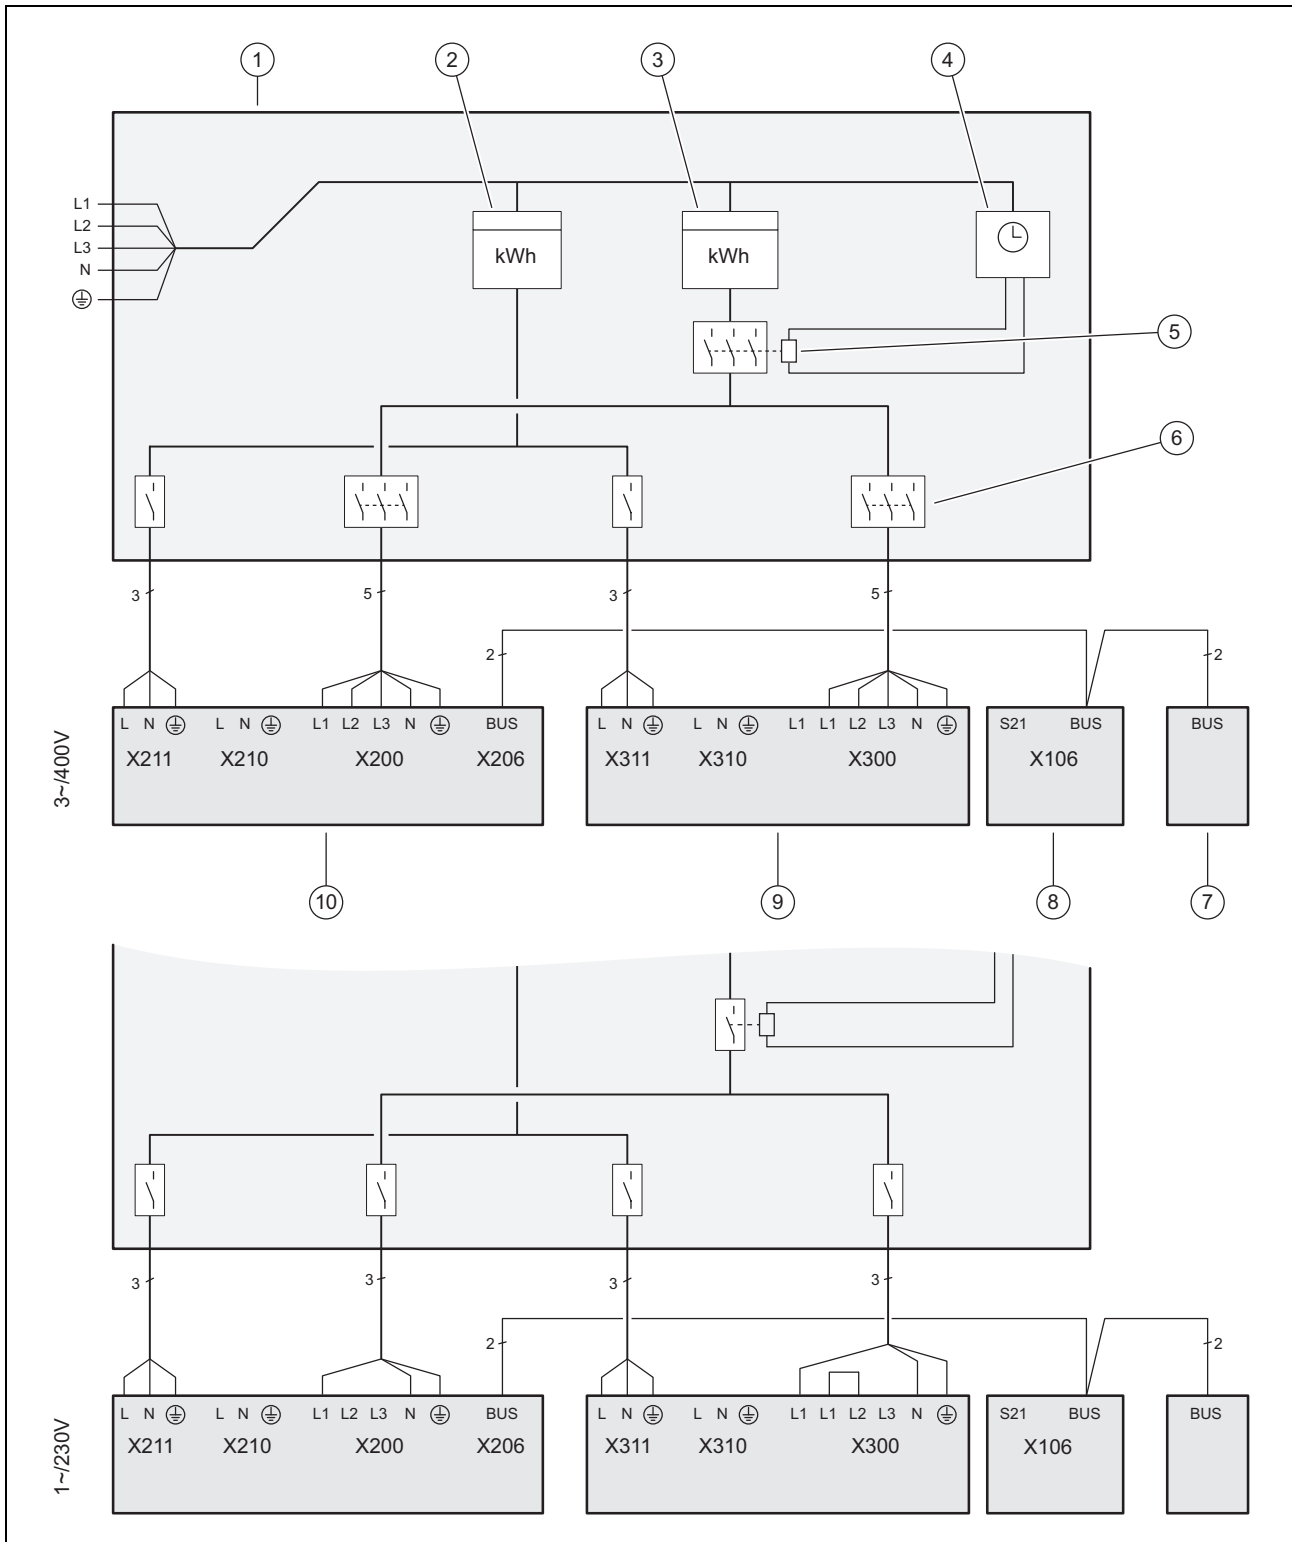 1 2 3 4
L1
L2
L3
N
kWh kWh
5
6
3 5 3 5
2 2
L N L N L1 L2 L3 N BUS L N L N L1 L1 L2 L3 N S21 BUS BUS
X211 X210 X200 X206 X311 X310 X300 X106
3~/400V
10 9 8 7
3 3 3 3
2 2
L N L N L1 L2 L3 N BUS L N L N L1 L1 L2 L3 N S21 BUS BUS
X211 X210 X200 X206 X311 X310 X300 X106
1~/230V